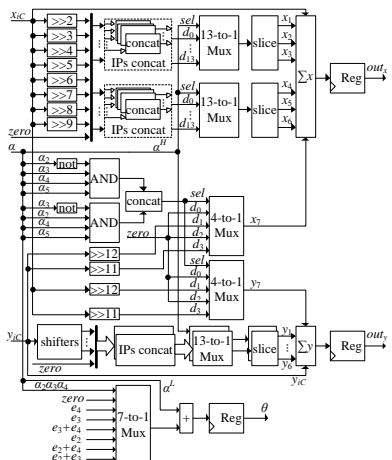 x_iC >>2 sel x_1
>>3 concat d_0 13-to-1 Mux slice x_2
>>4 IPs concat d_13 x_3
>>5
>>6 ∑x Reg out_x
>>7 concat sel x_4
>>8 IPs concat d_0 13-to-1 Mux slice x_5
zero >>9 d_13 x_6
α α^H
α_2 not
α_3 AND
α_4
α_5 concat sel
α_3 not d_0 4-to-1 Mux x_7
α_2 AND d_1
α_4 d_2
α_5 zero d_3
>>12 sel
>>11 d_0 4-to-1 Mux y_7
>>12 d_1
d_2
>>11 d_3
y_iC shifters IPs concat 13-to-1 Mux slice y_1 ∑y Reg out_y
zero y_6
y_iC
α_2α_3α_4 α^L
zero
e_4 7-to-1 Mux + Reg θ
e_3
e_3+e_4
e_2
e_2+e_4
e_2+e_3